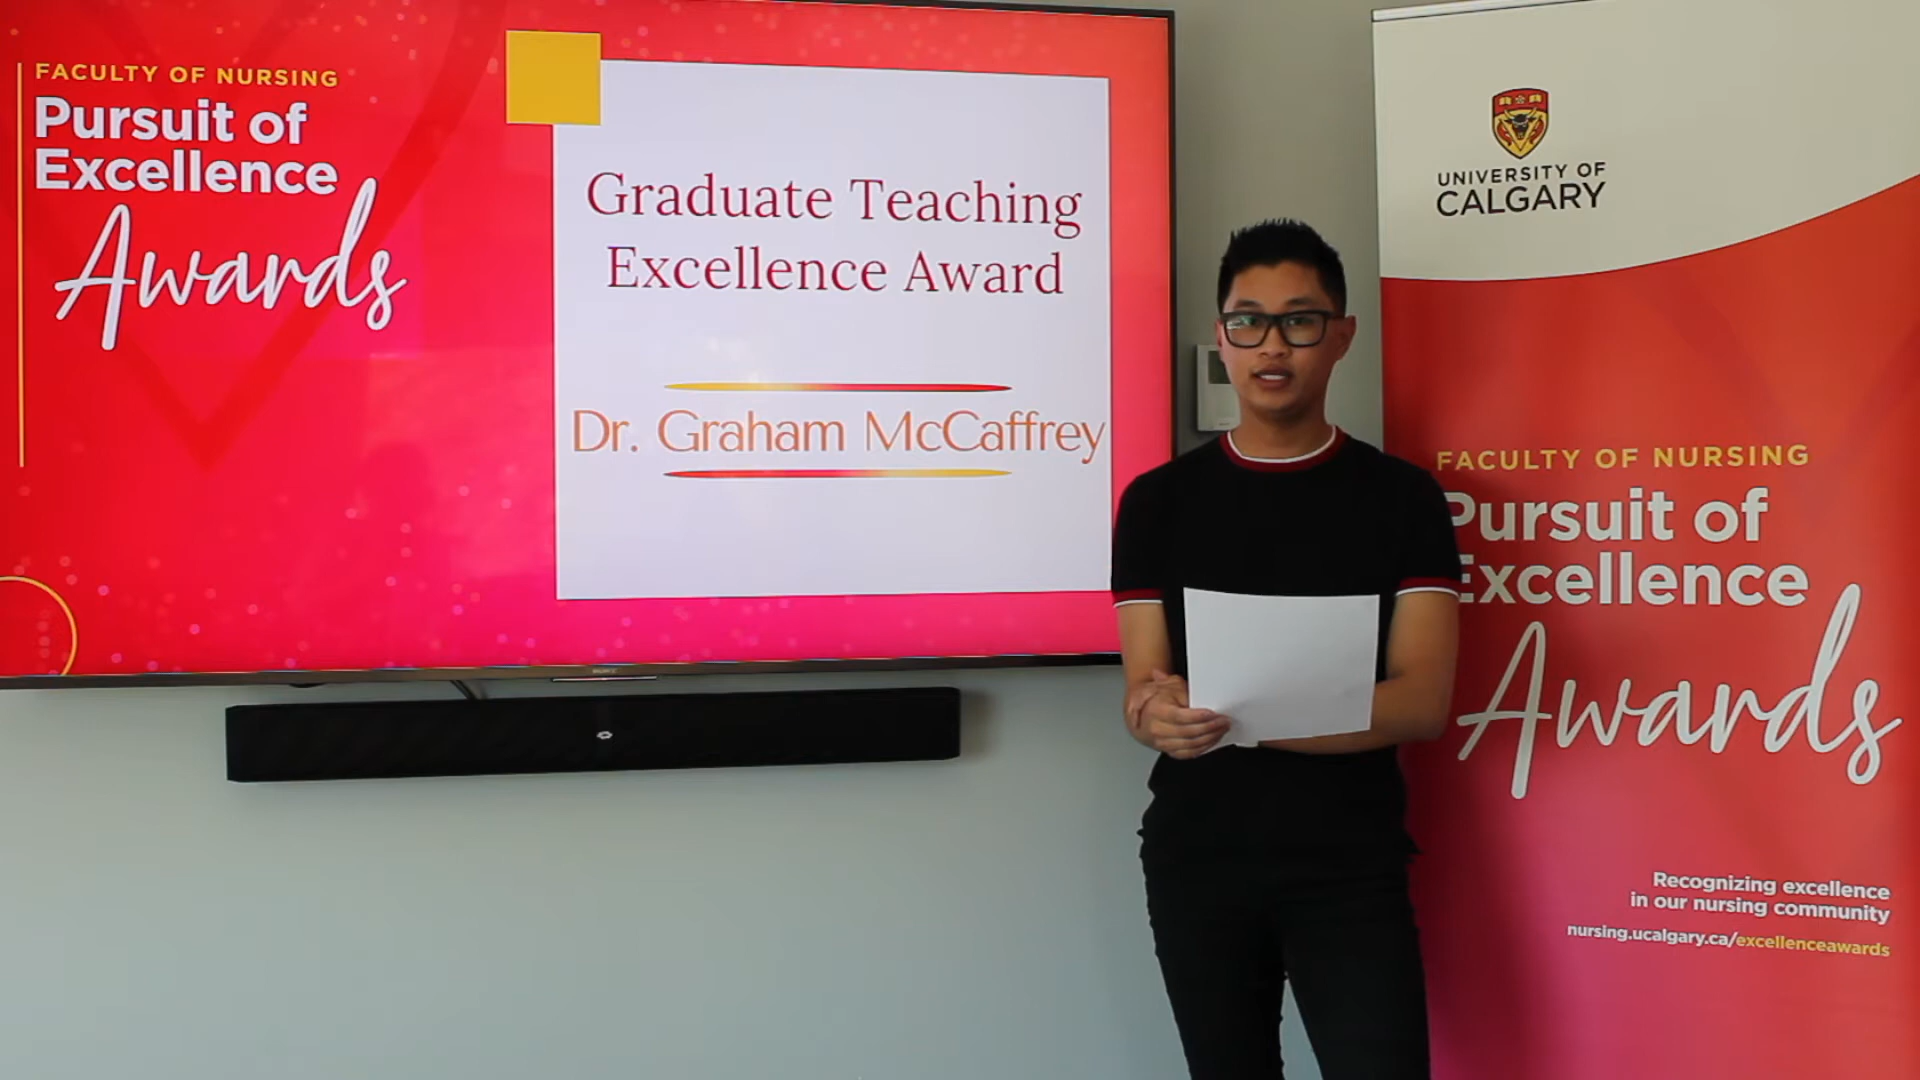 FACULTY OF NURSING
Pursuit of
Excellence
Awards
Graduate Teaching
Excellence Award
Dr. Graham McCaffrey
SONY
UNIVERSITY OF
CALGARY
FACULTY OF NURSING
Pursuit of
Excellence
Awards
Recognizing excellence
in our nursing community
nursing.ucalgary.ca/excellenceawards